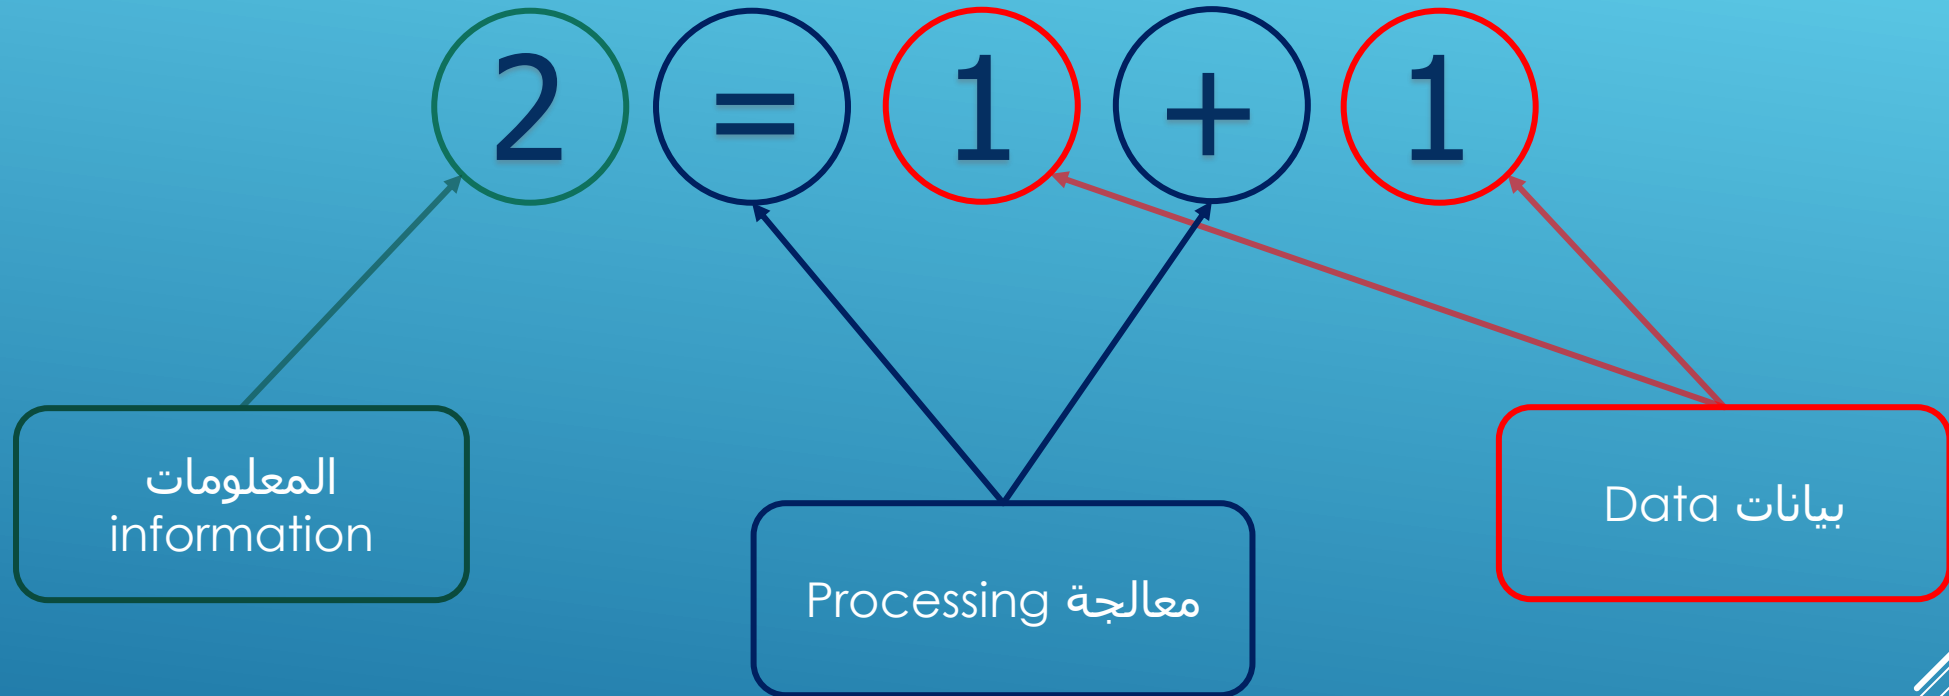 2 = 1 + 1
المعلومات
information
معالجة Processing
بيانات Data